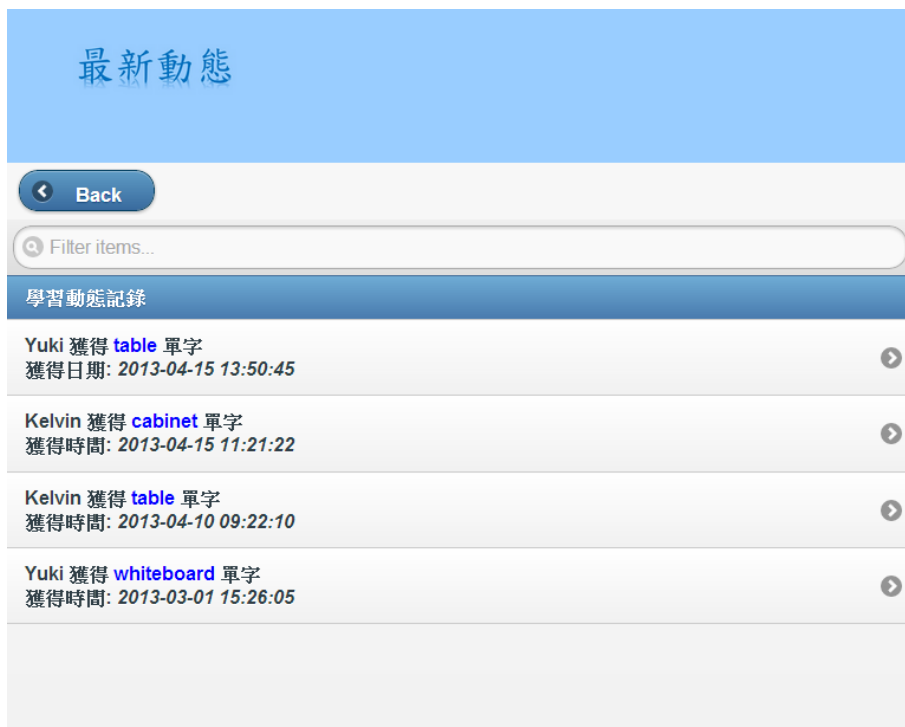 最新動態
Back
Filter items...
學習動態記錄
Yuki 獲得 table 單字
獲得日期: 2013-04-15 13:50:45
Kelvin 獲得 cabinet 單字
獲得時間: 2013-04-15 11:21:22
Kelvin 獲得 table 單字
獲得時間: 2013-04-10 09:22:10
Yuki 獲得 whiteboard 單字
獲得時間: 2013-03-01 15:26:05